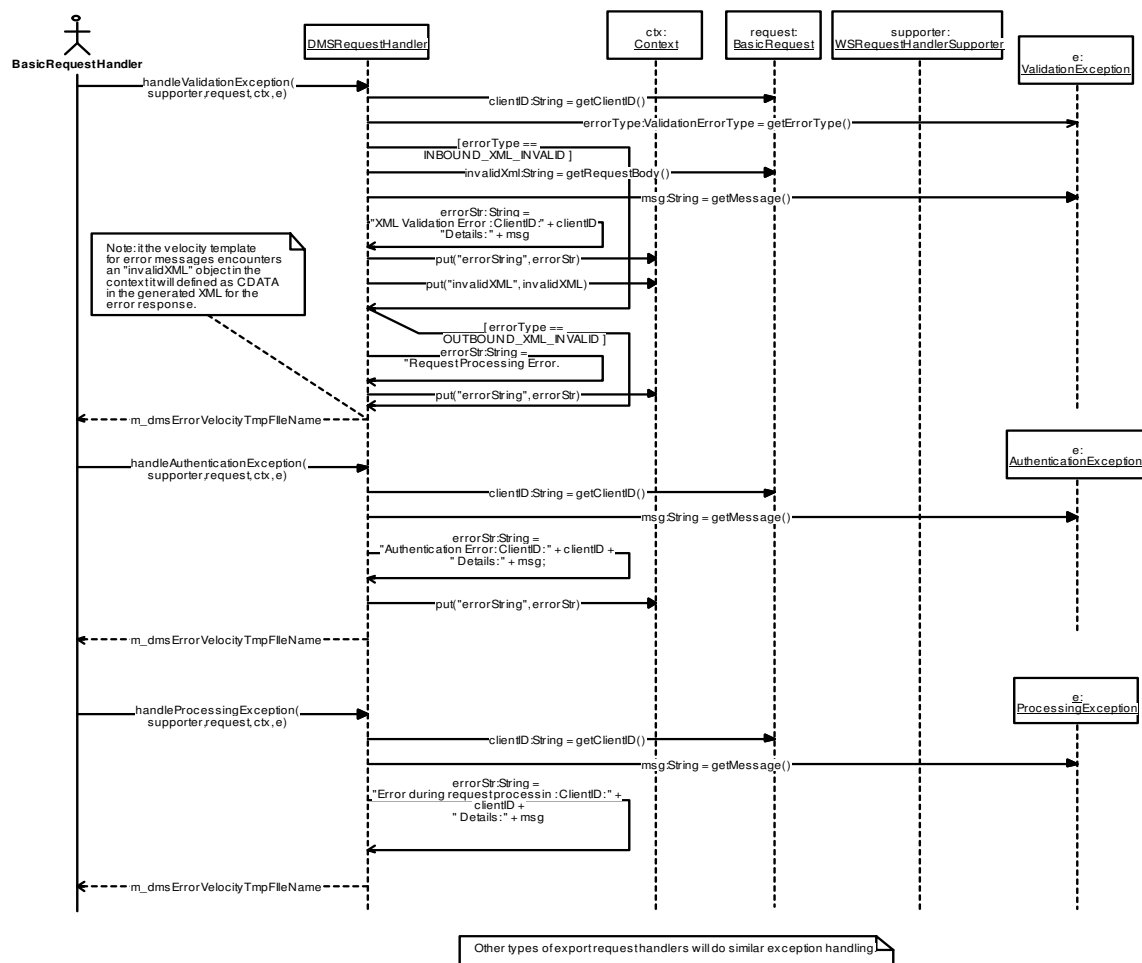 DMSRequestHandler
ctx:
Context
request:
BasicRequest
supporter:
WSRequestHandlerSupporter
e:
ValidationException
BasicRequestHandler
handleValidationException(
supporter,request, ctx, e)
clientID:String = getClientID()
errorType:ValidationErrorType = getErrorType()
[errorType ==
INBOUND_XML_INVALID ]
invalidXml:String = getRequestBody()
msg:String = getMessage()
errorStr:String =
"XML Validation Error :ClientID:" + clientID
"Details:" + msg
put("errorString", errorStr)
put("invalidXML", invalidXML)
Note: it the velocity template
for error messages encounters
an "invalidXML" object in the
context it will defined as CDATA
in the generated XML for the
error response.
[errorType ==
OUTBOUND_XML_INVALID ]
errorStr:String =
"Request Processing Error.
put("errorString", errorStr)
m_dmsErrorVelocityTmpFIleName
handleAuthenticationException(
supporter,request, ctx, e)
e:
AuthenticationException
clientID:String = getClientID()
msg:String = getMessage()
errorStr:String =
"Authentication Error: ClientID:" + clientID +
" Details:" + msg;
put("errorString", errorStr)
m_dmsErrorVelocityTmpFIleName
handleProcessingException(
supporter,request, ctx, e)
e:
ProcessingException
clientID:String = getClientID()
msg:String = getMessage()
errorStr:String =
"Error during request processin : ClientID:" +
clientID +
" Details:" + msg
m_dmsErrorVelocityTmpFIleName
Other types of export request handlers will do similar exception handling.